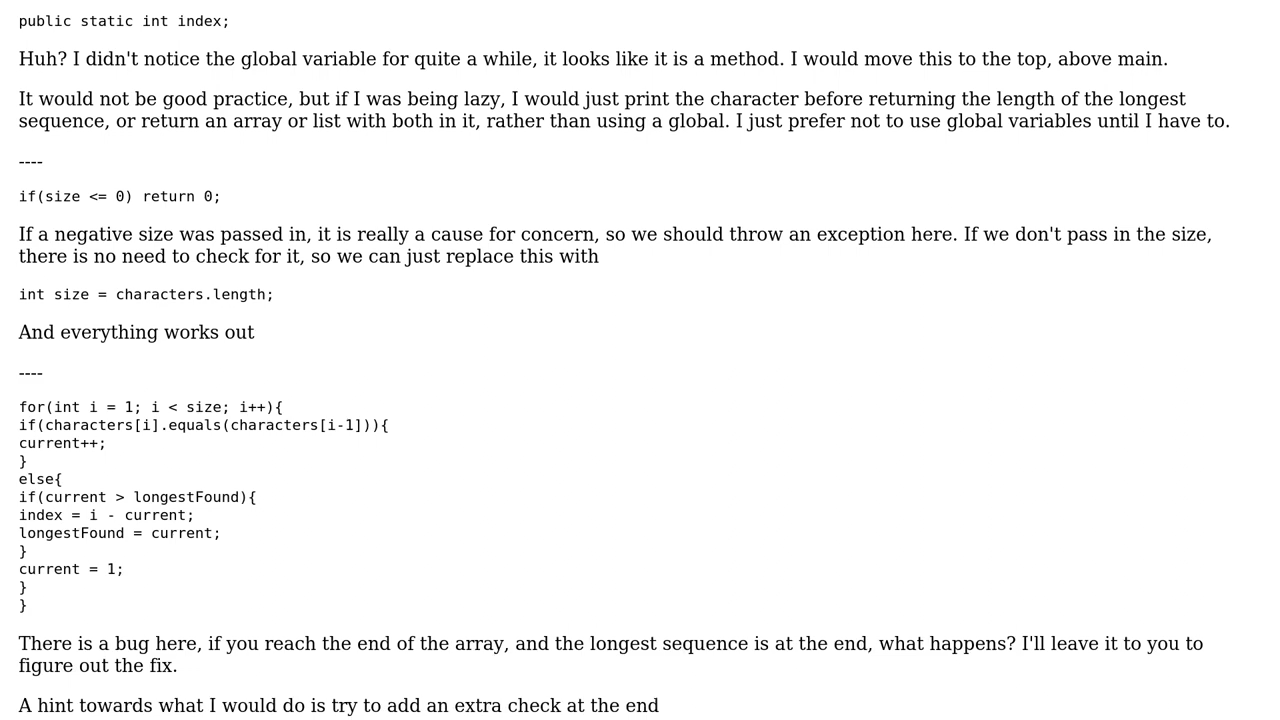 public static int index;
Huh? I didn't notice the global variable for quite a while, it looks like it is a method. I would move this to the top, above main.
It would not be good practice, but if I was being lazy, I would just print the character before returning the length of the longest
sequence, or return an array or list with both in it, rather than using a global. I just prefer not to use global variables until I have to.
----
if(size <= 0) return 0;
If a negative size was passed in, it is really a cause for concern, so we should throw an exception here. If we don't pass in the size,
there is no need to check for it, so we can just replace this with
int size = characters.length;
And everything works out
----
for(int i = 1; i < size; i++){
if(characters[i].equals(characters[i-1])){
current++;
}
else{
if(current > longestFound){
index = i - current;
longestFound = current;
}
current = 1;
}
}
There is a bug here, if you reach the end of the array, and the longest sequence is at the end, what happens? I'll leave it to you to
figure out the fix.
A hint towards what I would do is try to add an extra check at the end